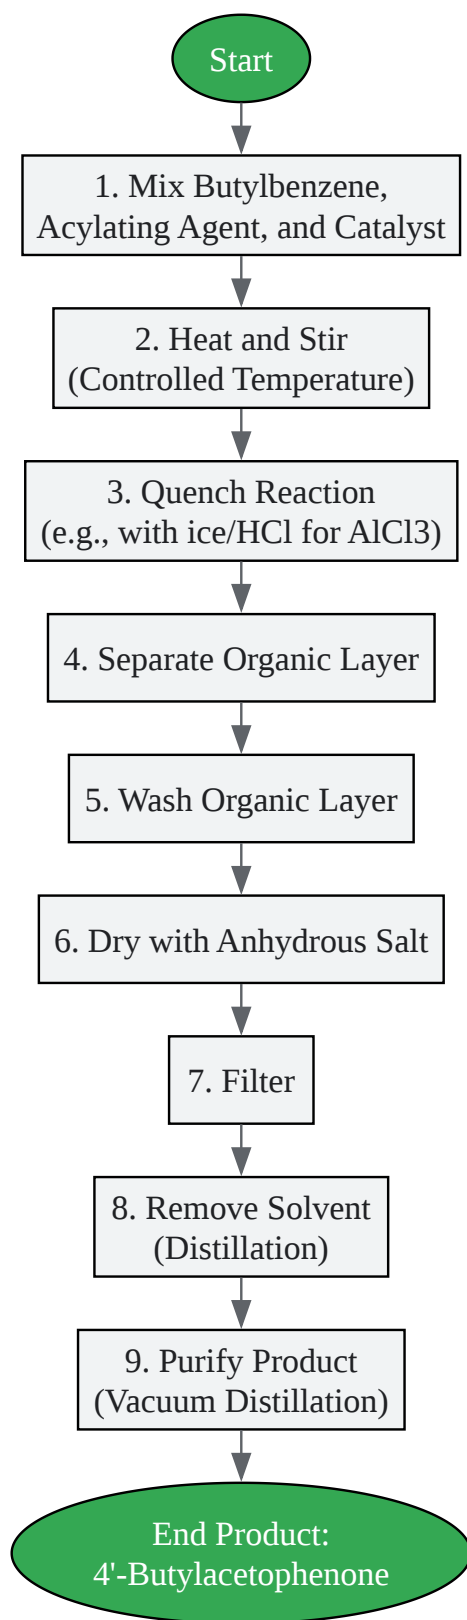 Start
1. Mix Butylbenzene,
Acylating Agent, and Catalyst
2. Heat and Stir
(Controlled Temperature)
3. Quench Reaction
(e.g., with ice/HCl for AlCl3)
4. Separate Organic Layer
5. Wash Organic Layer
6. Dry with Anhydrous Salt
7. Filter
8. Remove Solvent
(Distillation)
9. Purify Product
(Vacuum Distillation)
End Product:
4'-Butylacetophenone